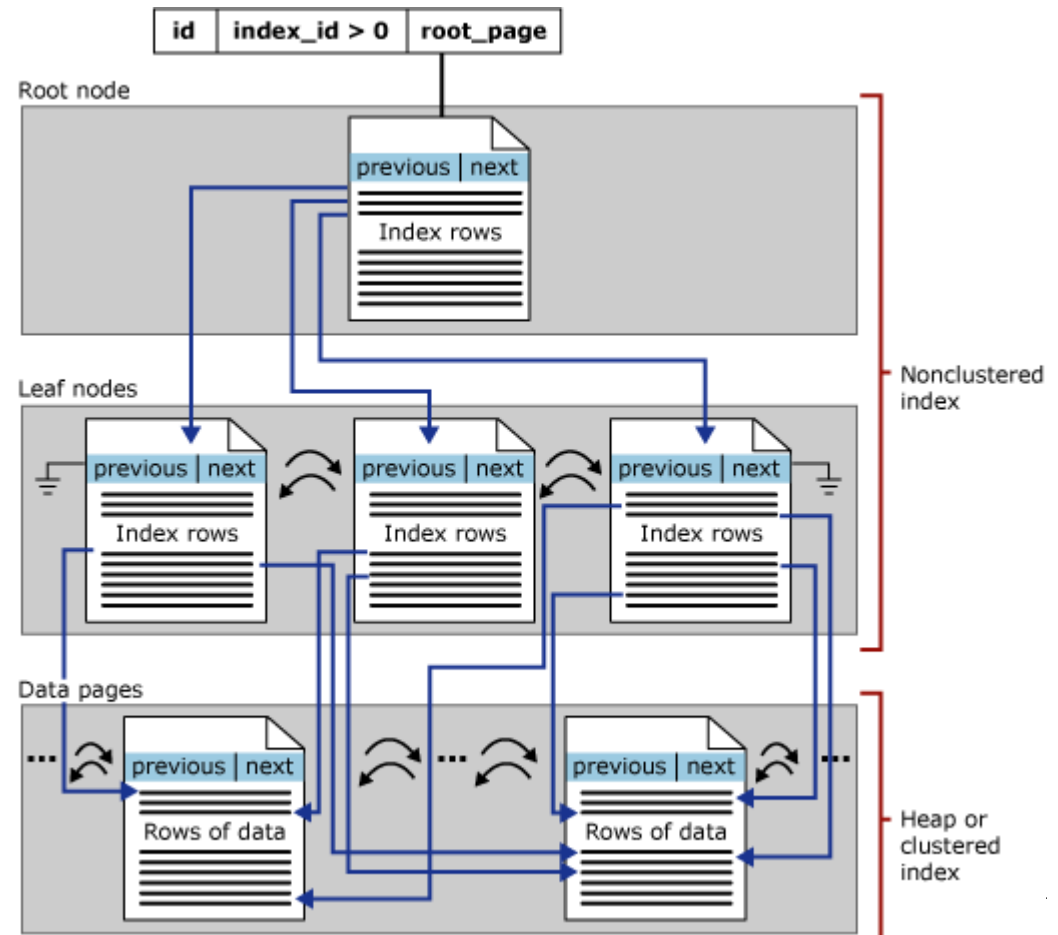 id index_id > 0 root_page
Root node
previous next
Index rows
Nonclustered
index
Leaf nodes
previous next previous next previous next
Index rows Index rows Index rows
Data pages
... ... ...
previous next previous next
Rows of data Rows of data
Heap or
clustered
index